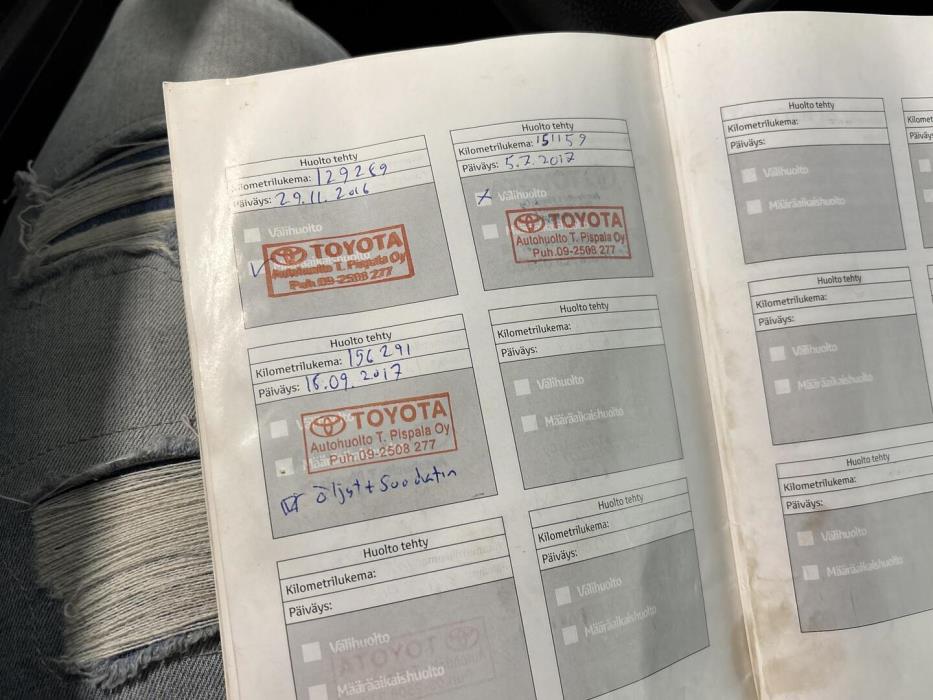 Huolto tehty
Kilometrilukema: 129269
Päiväys: 29.11.2016
Välihuolto
TOYOTA
Autohuolto T. Pispala Oy
Puh.09-2508 277
Huolto tehty
Kilometrilukema: 151159
Päiväys: 5.7.2017
Välihuolto
TOYOTA
Autohuolto T. Pispala Oy
Puh.09-2508 277
Huolto tehty
Kilometrilukema: 156291
Päiväys: 16.09.2017
TOYOTA
Autohuolto T. Pispala Oy
Puh.09-2508 277
Öljyt + Suodatin
Huolto tehty
Kilometrilukema:
Päiväys:
Välihuolto
Määräaikaishuolto
Huolto tehty
Kilometrilukema:
Päiväys:
Välihuolto
Määräaikaishuolto
Huolto tehty
Kilometrilukema:
Päiväys:
Välihuolto
Määräaikaishuolto
Huolto tehty
Kilometrilukema:
Päiväys:
Välihuolto
Määräaikaishuolto
Huolto tehty
Kilometrilukema:
Päiväys:
Välihuolto
Määräaikaishuolto
Huolto tehty
Kilometrilukema:
Päiväys:
Välihuolto
Määräaikaishuolto